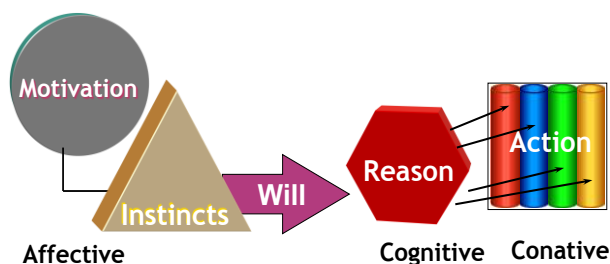 Motivation
Instincts
Will
Reason
Action
Affective
Cognitive
Conative